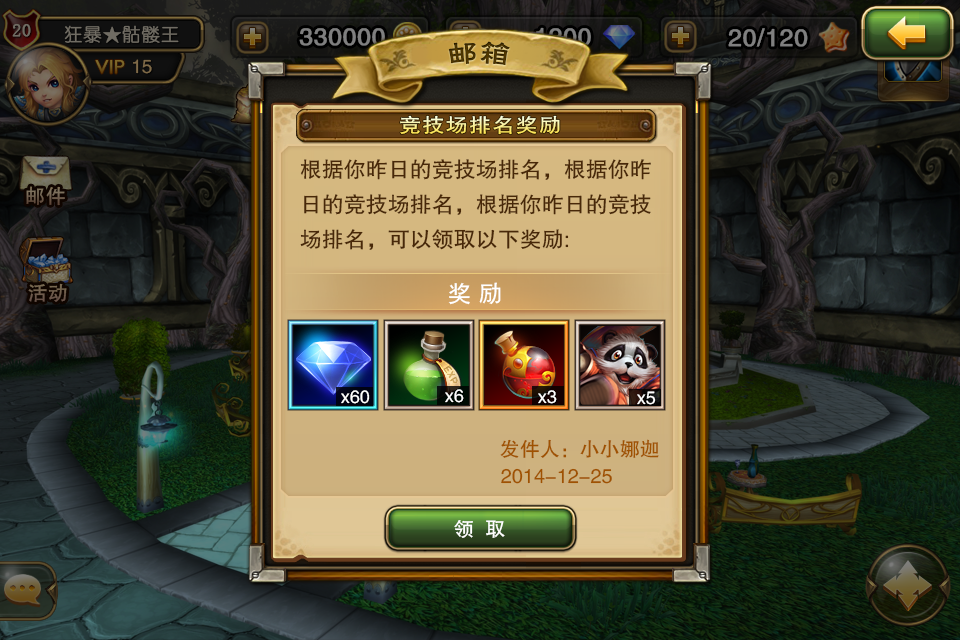 20
狂暴★骷髅王
VIP 15
330000
20/120
邮箱
竞技场排名奖励
根据你昨日的竞技场排名，根据你昨
日的竞技场排名，根据你昨日的竞技
场排名，可以领取以下奖励:
邮件
活动
奖励
x60
EXP
x6
x3
x5
发件人：小小娜迦
2014-12-25
领取